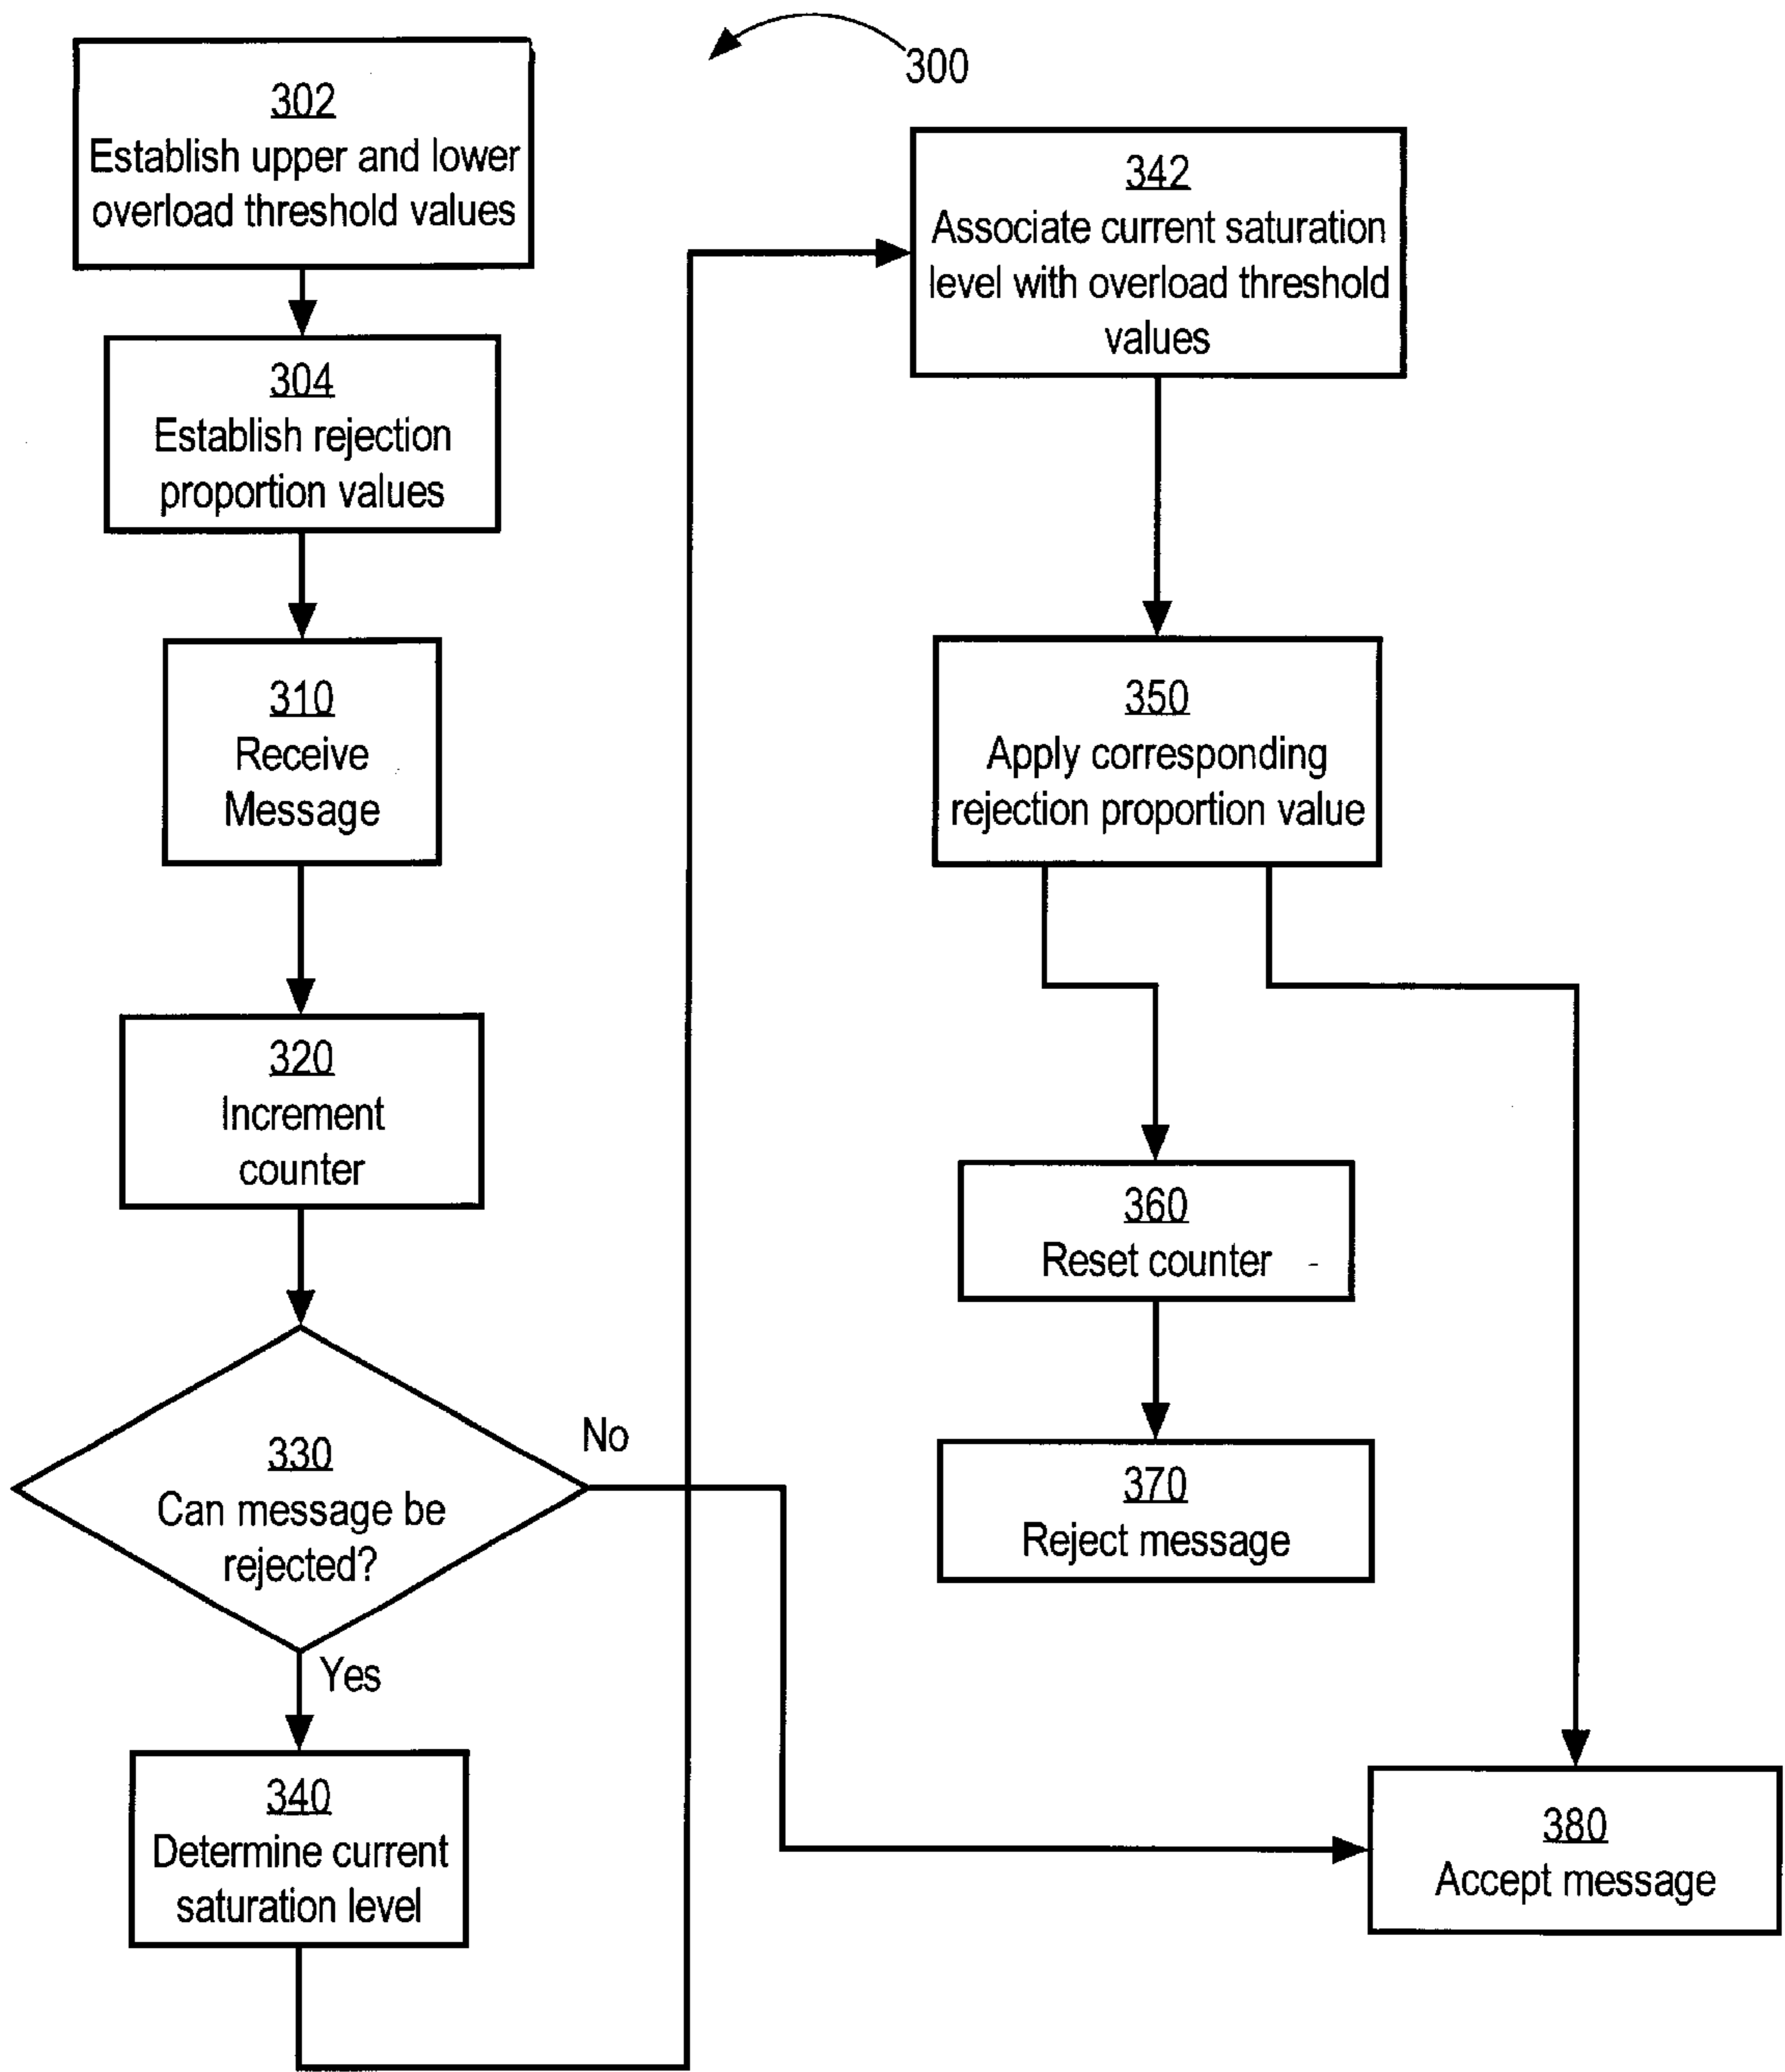 300
302
Establish upper and lower
overload threshold values
304
Establish rejection
proportion values
310
Receive
Message
320
Increment
counter
330
Can message be
rejected?
No
Yes
340
Determine current
saturation level
342
Associate current saturation
level with overload threshold
values
350
Apply corresponding
rejection proportion value
360
Reset counter
370
Reject message
380
Accept message